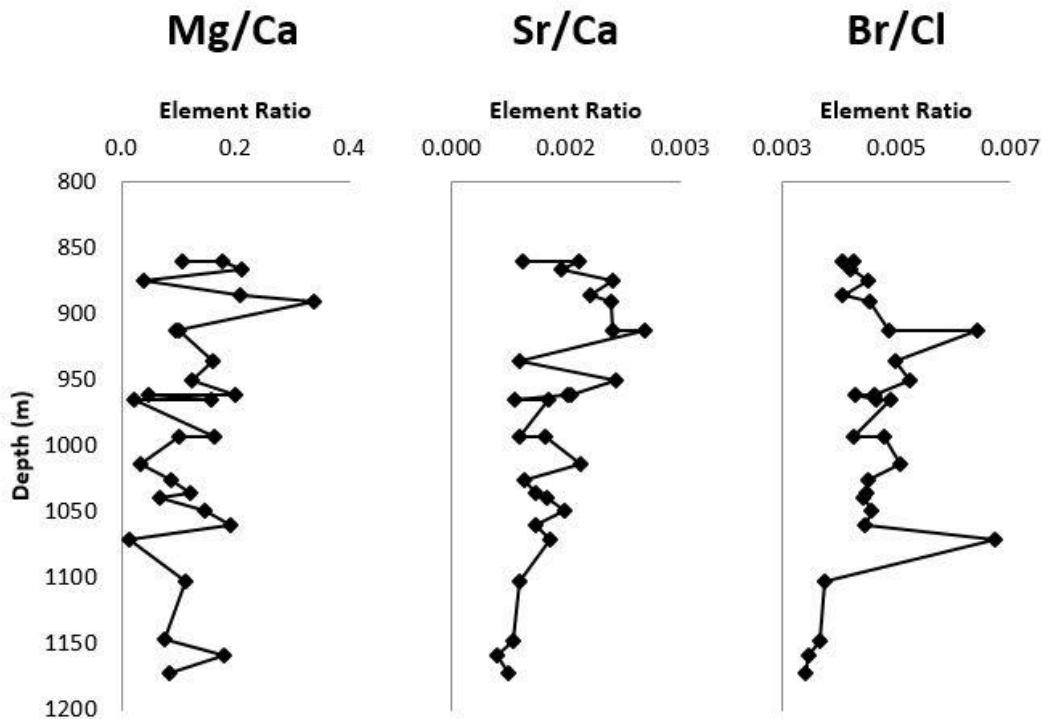 Mg/Ca Sr/Ca Br/Cl
Element Ratio Element Ratio Element Ratio
0.0 0.2 0.4 0.000 0.002 0.003 0.003 0.005 0.007
800
850
900
950
1000
1050
1100
1150
1200
Depth (m)